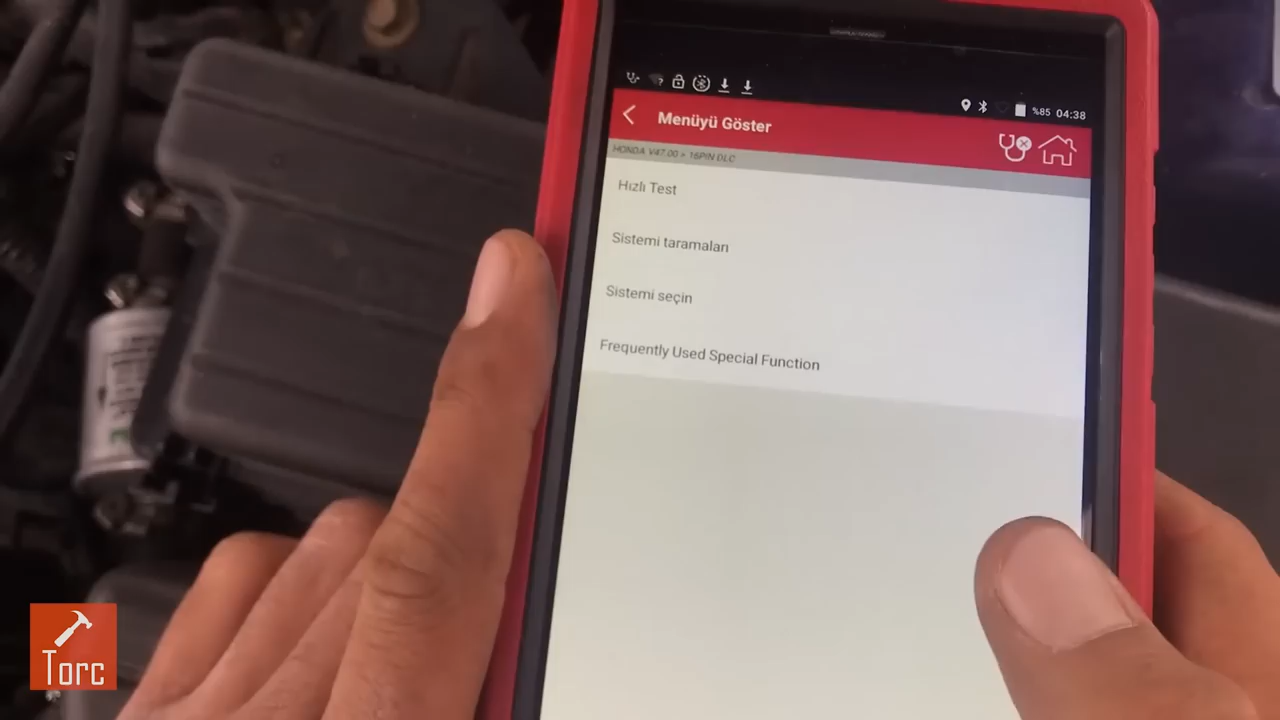 %85 04:38
Menüyü Göster
HONDA V47.00 > 16PIN DLC
Hızlı Test
Sistemi taramaları
Sistemi seçin
Frequently Used Special Function
Torc